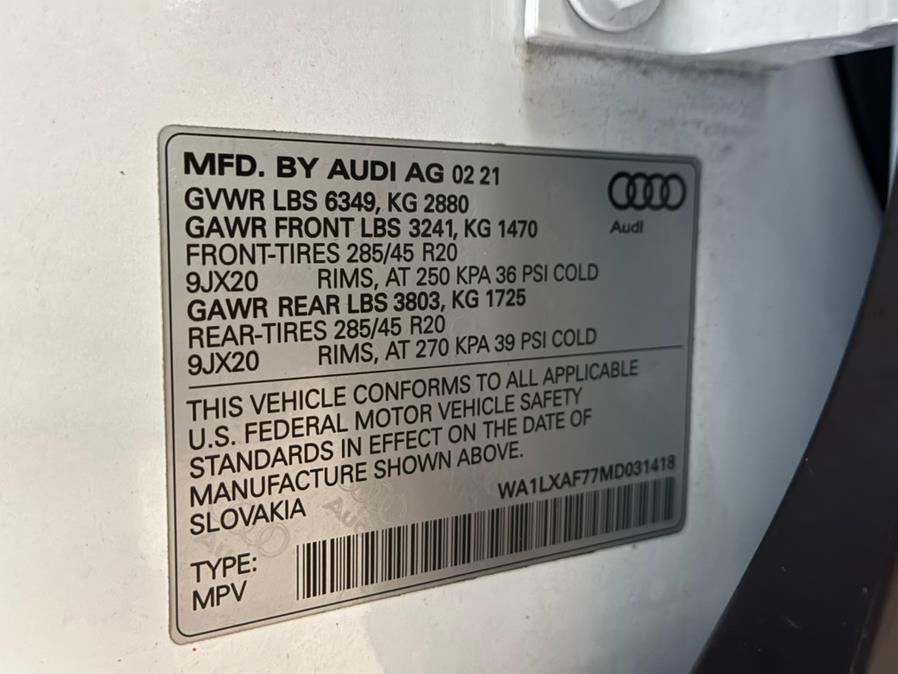 MFD. BY AUDI AG 02 21
GVWR LBS 6349, KG 2880
GAWR FRONT LBS 3241, KG 1470
FRONT-TIRES 285/45 R20
9JX20 RIMS, AT 250 KPA 36 PSI COLD
GAWR REAR LBS 3803, KG 1725
REAR-TIRES 285/45 R20
9JX20 RIMS, AT 270 KPA 39 PSI COLD
Audi
THIS VEHICLE CONFORMS TO ALL APPLICABLE
U.S. FEDERAL MOTOR VEHICLE SAFETY
STANDARDS IN EFFECT ON THE DATE OF
MANUFACTURE SHOWN ABOVE.
SLOVAKIA
WA1LXAF77MD031418
TYPE:
MPV